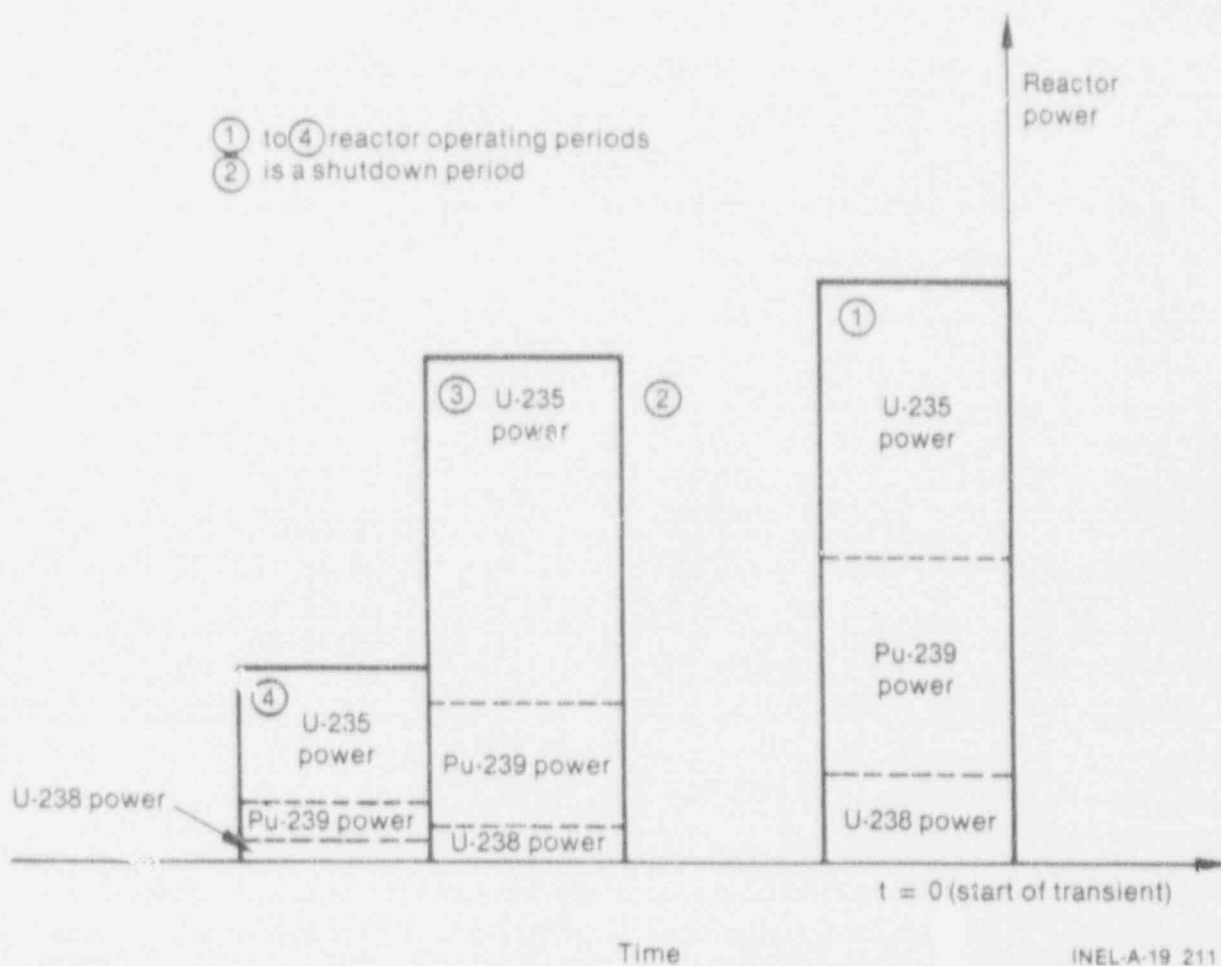 Reactor
power
① to ④ reactor operating periods
② is a shutdown period
①
U-235
power
③ U-235
power
②
Pu-239
power
④
U-235
power
Pu-239 power
U-238 power
Pu-239 power
U-238 power
U-238 power
t = 0 (start of transient)
Time
INEL-A-19 211